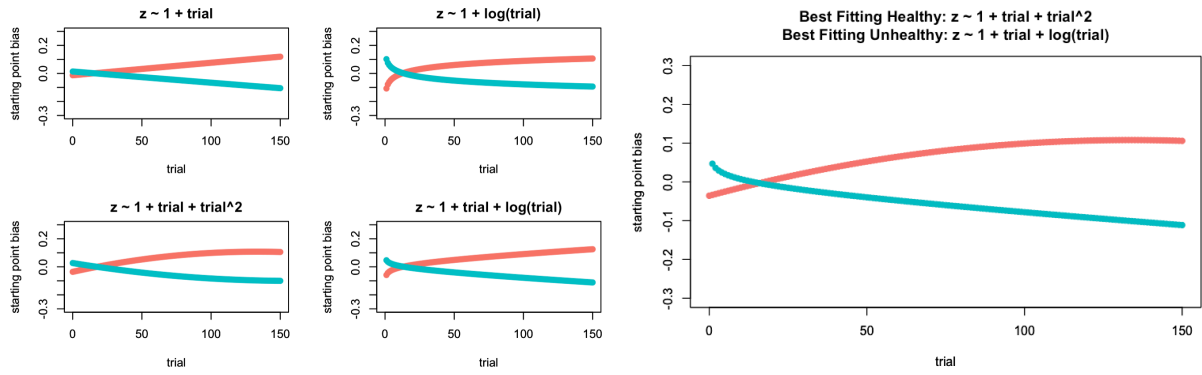 z ~ 1 + trial
starting point bias
0.2
0.0
-0.3
0
50
100
150
trial
z ~ 1 + log(trial)
starting point bias
0.2
0.0
-0.3
0
50
100
150
trial
z ~ 1 + trial + trial^2
starting point bias
0.2
0.0
-0.3
0
50
100
150
trial
z ~ 1 + trial + log(trial)
starting point bias
0.2
0.0
-0.3
0
50
100
150
trial
Best Fitting Healthy: z ~ 1 + trial + trial^2
Best Fitting Unhealthy: z ~ 1 + trial + log(trial)
starting point bias
0.3
0.2
0.1
0.0
-0.1
-0.2
-0.3
0
50
100
150
trial